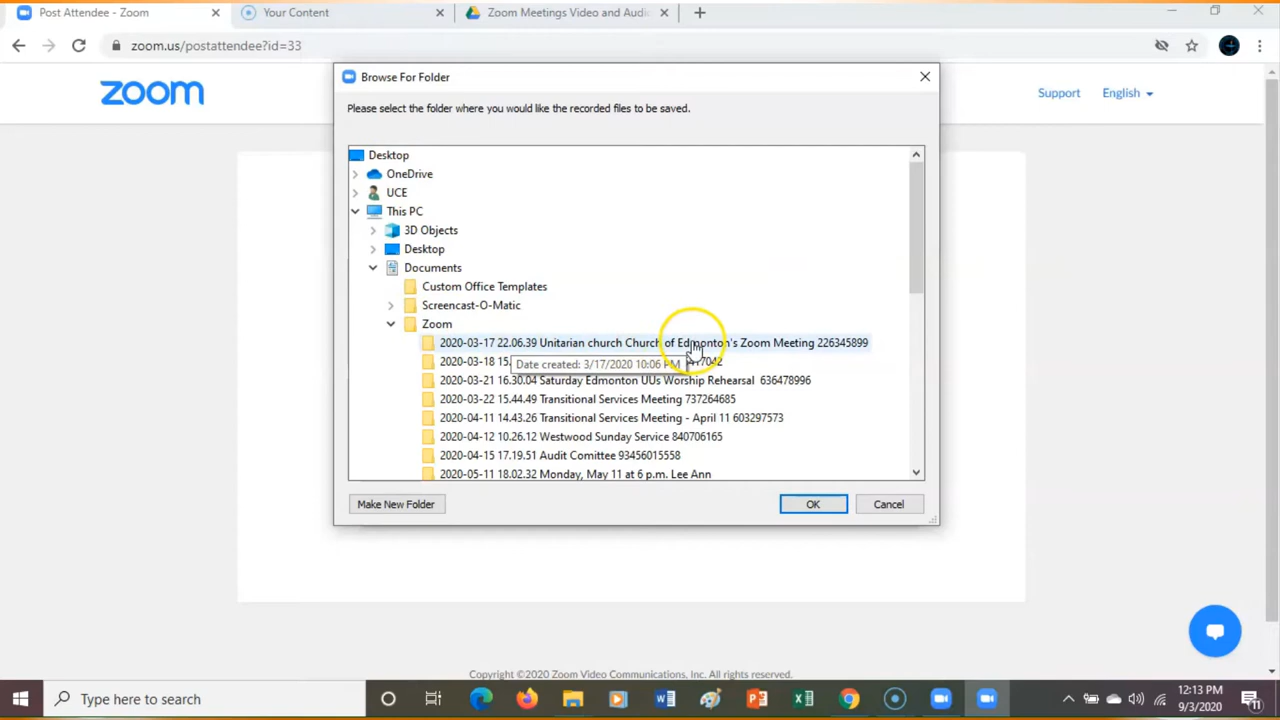 Post Attendee - Zoom
Your Content
Zoom Meetings Video and Audio
zoom.us/postattendee?id=33
zoom
Support
English
Browse For Folder
Please select the folder where you would like the recorded files to be saved.
Desktop
OneDrive
UCE
This PC
3D Objects
Desktop
Documents
Custom Office Templates
Screencast-O-Matic
Zoom
2020-03-17 22.06.39 Unitarian church Church of Edmonton's Zoom Meeting 226345899
2020-03-18 15.
7042
Date created: 3/17/2020 10:06 PM
2020-03-21 16.30.04 Saturday Edmonton UUs Worship Rehearsal 636478996
2020-03-22 15.44.49 Transitional Services Meeting 737264685
2020-04-11 14.43.26 Transitional Services Meeting - April 11 603297573
2020-04-12 10.26.12 Westwood Sunday Service 840706165
2020-04-15 17.19.51 Audit Comittee 93456015558
2020-05-11 18.02.32 Monday, May 11 at 6 p.m. Lee Ann
Make New Folder
OK
Cancel
Copyright ©2020 Zoom Video Communications, Inc. All rights reserved.
Type here to search
12:13 PM
9/3/2020
11